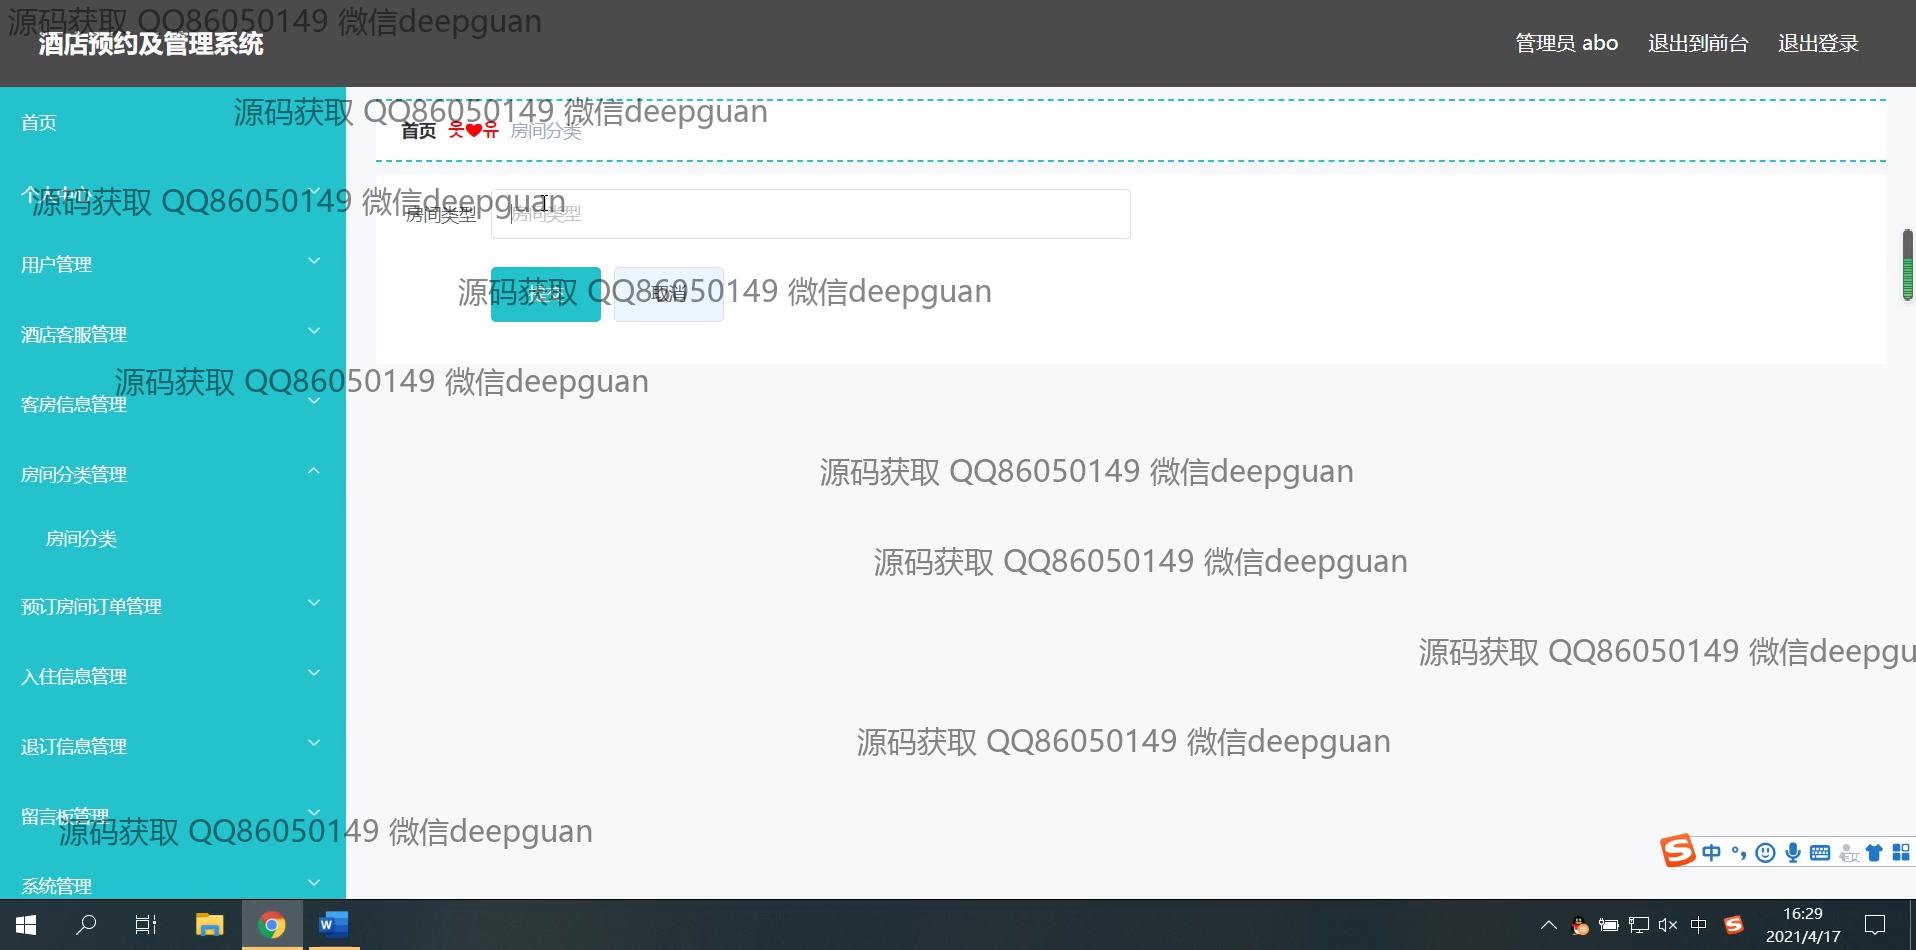 源码获取 QQ86050149 微信deepguan
酒店预约及管理系统
管理员 abo
退出到前台
退出登录
首页
源码获取 QQ86050149 微信deepguan
首页 웃❤유 房间分类
个人中心
源码获取 QQ86050149 微信deepguan
房间类型
房间类型
用户管理
提交
取消
源码获取 QQ86050149 微信deepguan
酒店客服管理
源码获取 QQ86050149 微信deepguan
客房信息管理
房间分类管理
源码获取 QQ86050149 微信deepguan
房间分类
源码获取 QQ86050149 微信deepguan
预订房间订单管理
源码获取 QQ86050149 微信deepgu
入住信息管理
退订信息管理
源码获取 QQ86050149 微信deepguan
留言板管理
源码获取 QQ86050149 微信deepguan
中
系统管理
中
16:29
2021/4/17